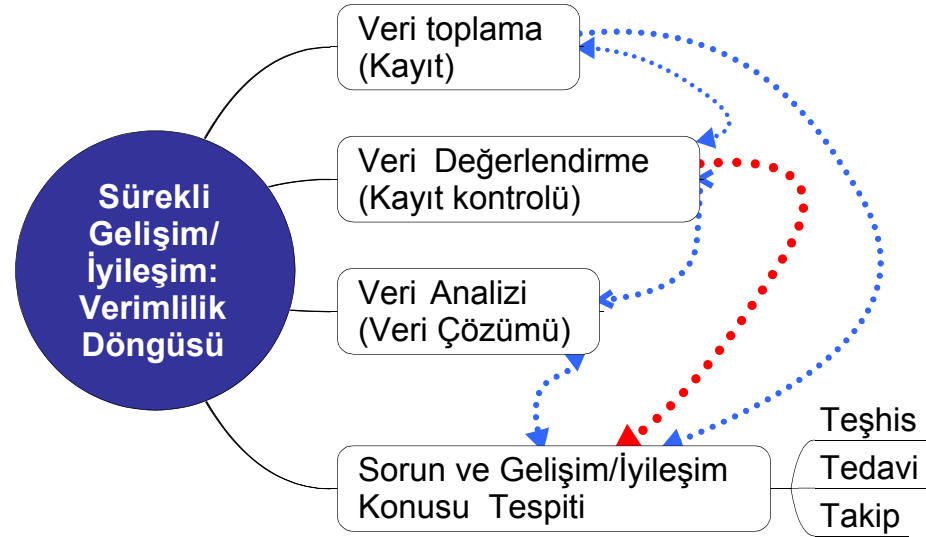 Sürekli
Gelişim/
İyileşim:
Verimlilik
Döngüsü
Veri toplama
(Kayıt)
Veri Değerlendirme
(Kayıt kontrolü)
Veri Analizi
(Veri Çözümü)
Sorun ve Gelişim/İyileşim
Konusu Tespiti
Teşhis
Tedavi
Takip